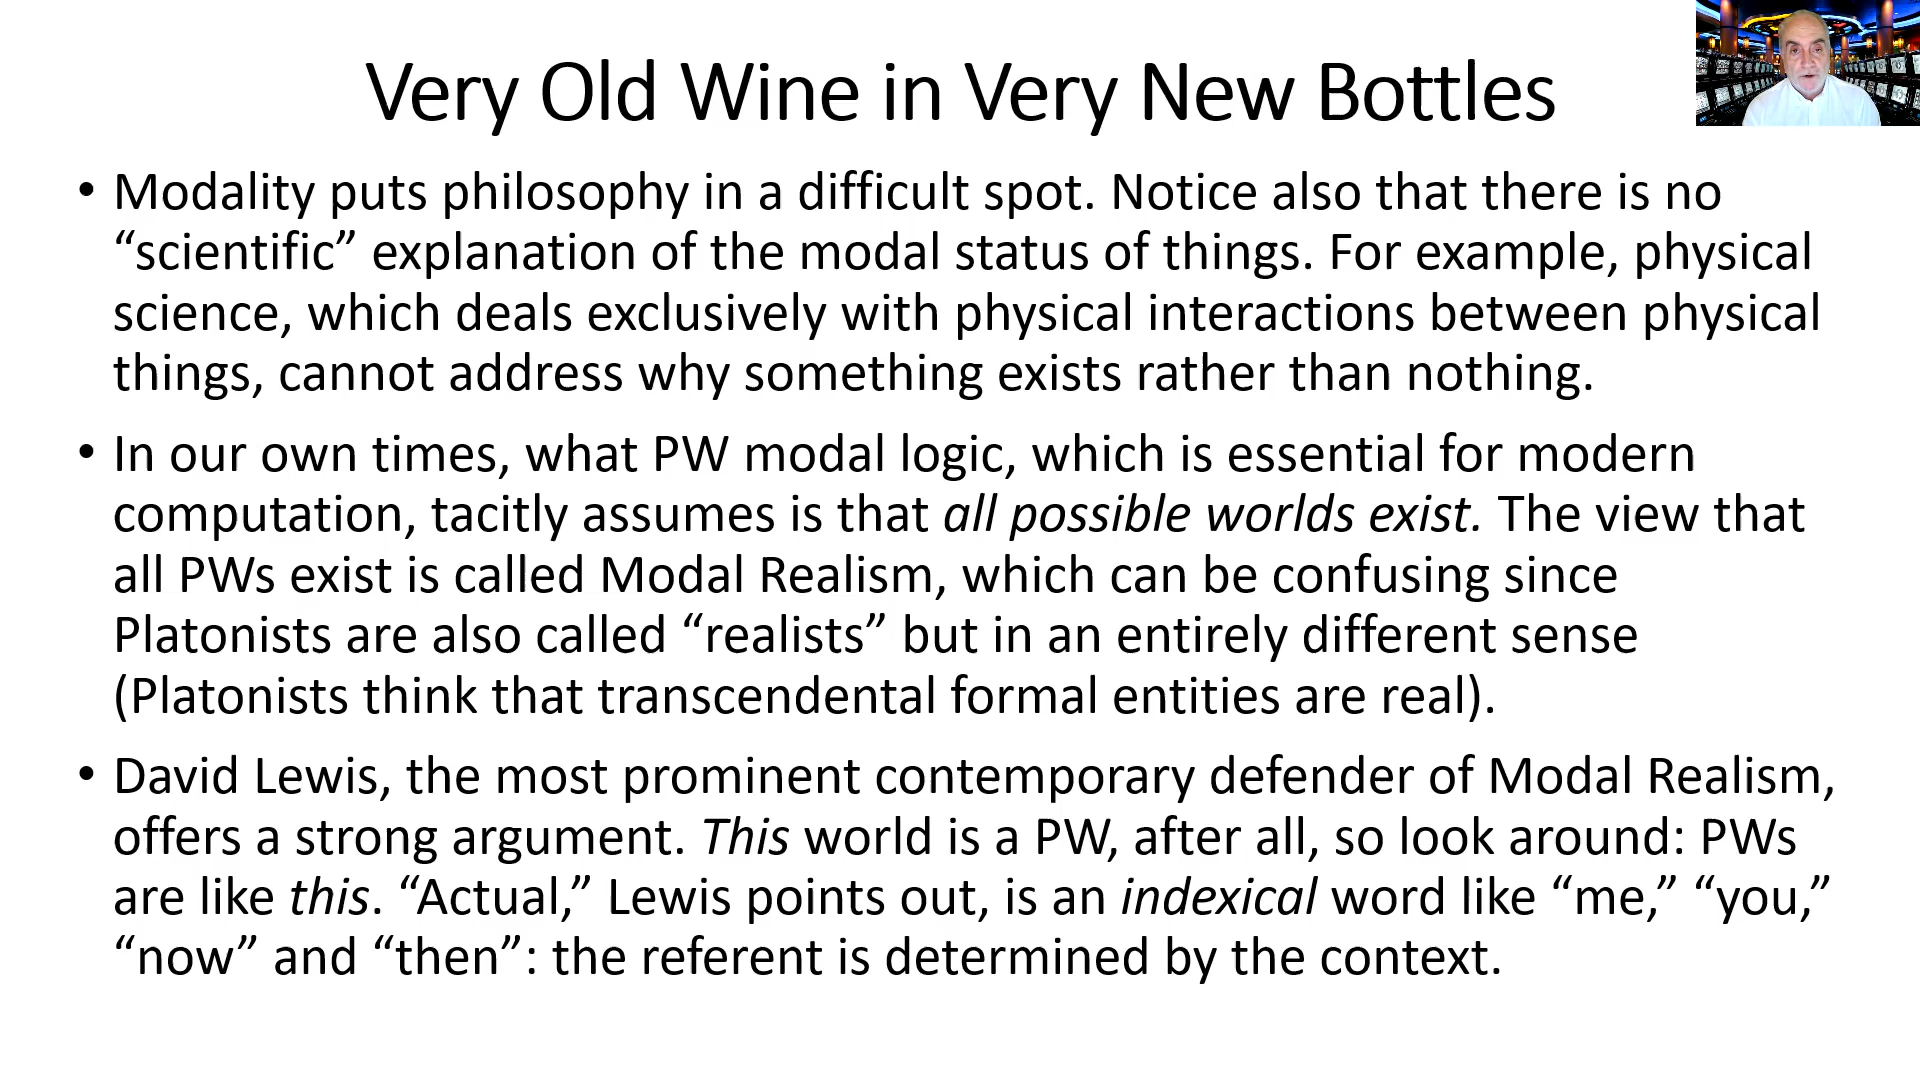 Very Old Wine in Very New Bottles
• Modality puts philosophy in a difficult spot. Notice also that there is no
“scientific” explanation of the modal status of things. For example, physical
science, which deals exclusively with physical interactions between physical
things, cannot address why something exists rather than nothing.
• In our own times, what PW modal logic, which is essential for modern
computation, tacitly assumes is that all possible worlds exist. The view that
all PWs exist is called Modal Realism, which can be confusing since
Platonists are also called “realists” but in an entirely different sense
(Platonists think that transcendental formal entities are real).
• David Lewis, the most prominent contemporary defender of Modal Realism,
offers a strong argument. This world is a PW, after all, so look around: PWs
are like this. “Actual,” Lewis points out, is an indexical word like “me,” “you,”
“now” and “then”: the referent is determined by the context.